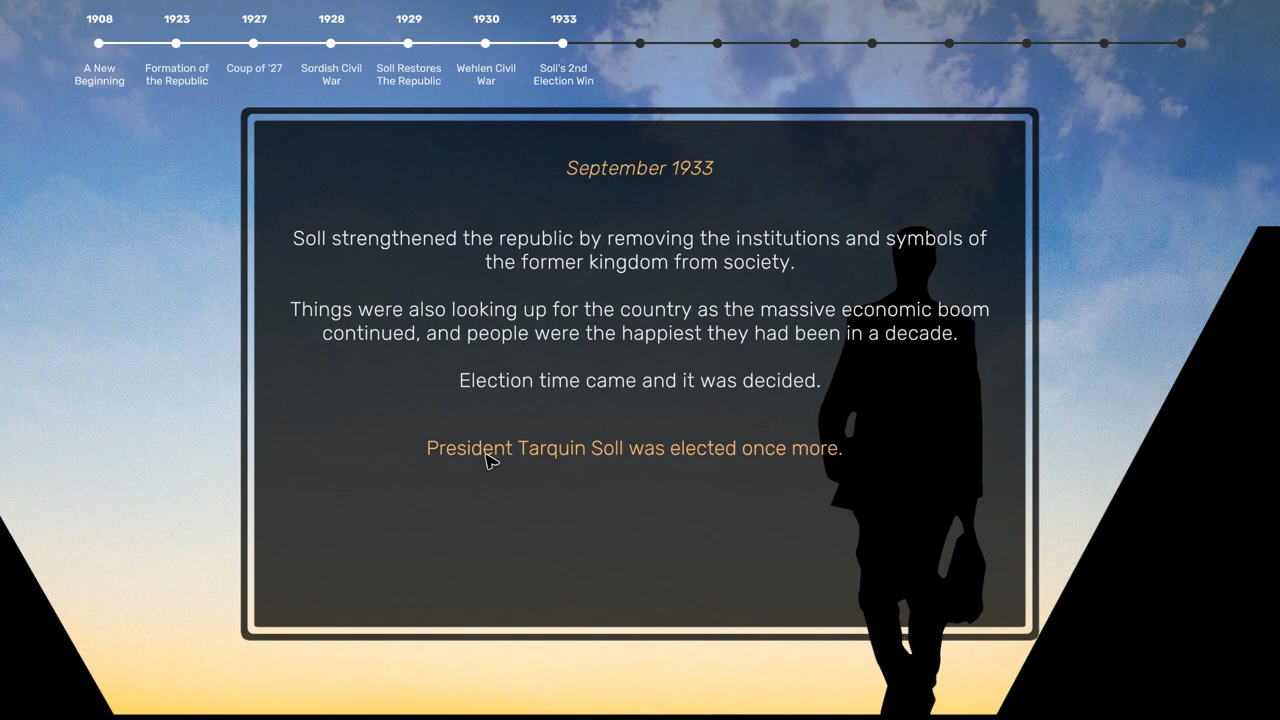 1908 1923 1927 1928 1929 1930 1933
A New Formation of Coup of '27 Sordish Civil Soll Restores Wehlen Civil Soll's 2nd
Beginning the Republic War The Republic War Election Win
September 1933
Soll strengthened the republic by removing the institutions and symbols of
the former kingdom from society.
Things were also looking up for the country as the massive economic boom
continued, and people were the happiest they had been in a decade.
Election time came and it was decided.
President Tarquin Soll was elected once more.